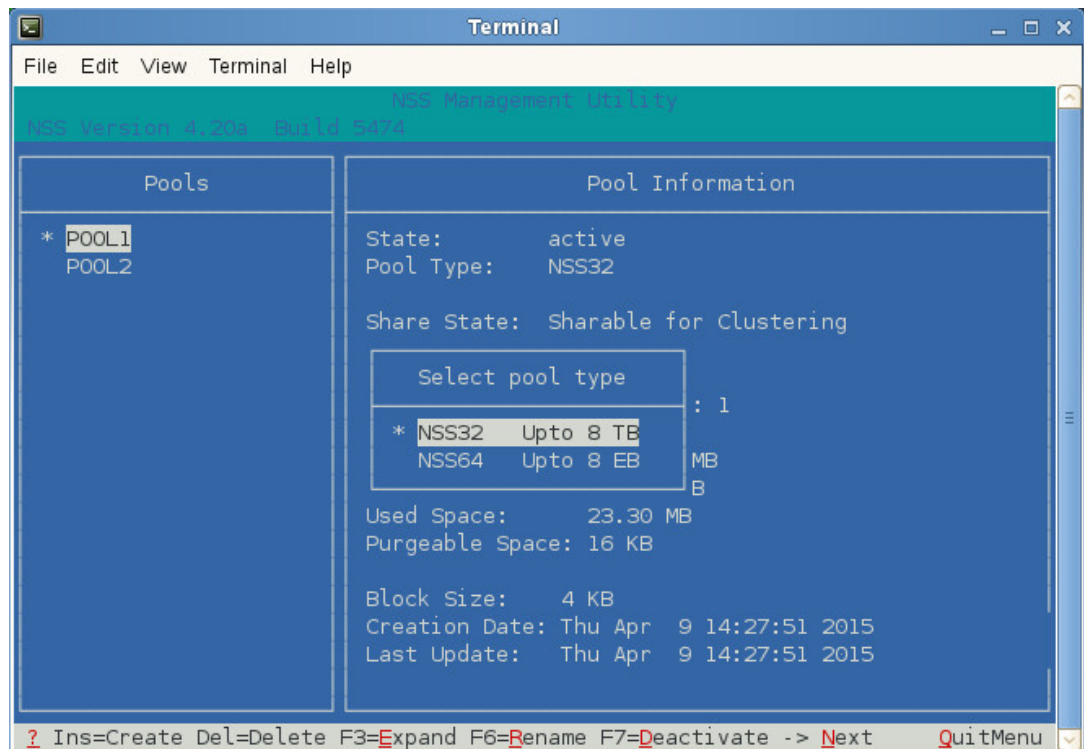 Terminal
File Edit View Terminal Help
NSS Management Utility
NSS Version 4.20a Build 5474
Pools
* POOL1
POOL2
Pool Information
State: active
Pool Type: NSS32
Share State: Sharable for Clustering
Select pool type
* NSS32 Upto 8 TB
NSS64 Upto 8 EB
: 1
MB
B
Used Space: 23.30 MB
Purgeable Space: 16 KB
Block Size: 4 KB
Creation Date: Thu Apr 9 14:27:51 2015
Last Update: Thu Apr 9 14:27:51 2015
? Ins=Create Del=Delete F3=Expand F6=Rename F7=Deactivate -> Next QuitMenu